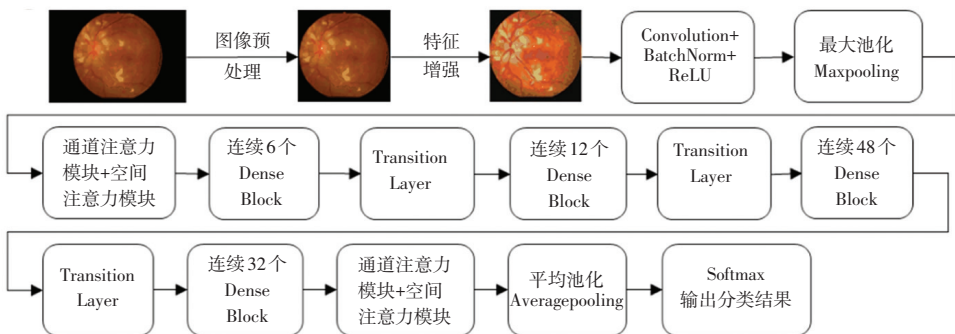 图像预
处理
特征
增强
Convolution+
BatchNorm+
ReLU
最大池化
Maxpooling
通道注意力
模块+空间
注意力模块
连续6个
Dense
Block
Transition
Layer
连续12个
Dense
Block
Transition
Layer
连续48个
Dense
Block
Transition
Layer
连续32个
Dense
Block
通道注意力
模块+空间
注意力模块
平均池化
Averagepooling
Softmax
输出分类结果